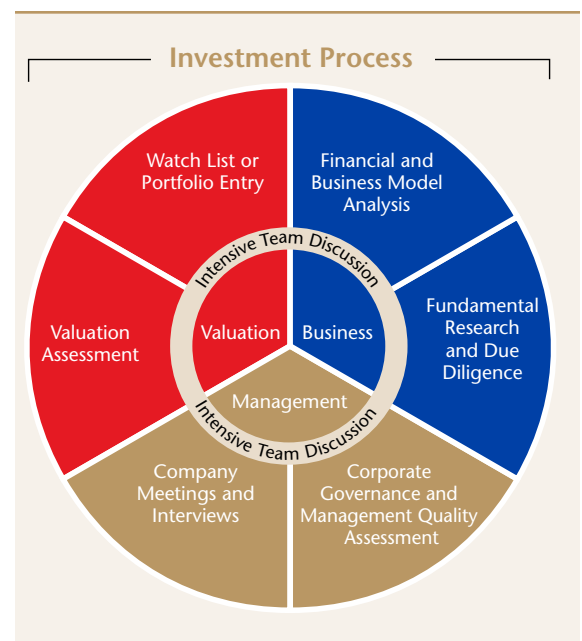 Investment Process
Watch List or
Portfolio Entry
Financial and
Business Model
Analysis
Intensive Team Discussion
Valuation
Assessment
Valuation
Business
Fundamental
Research
and Due
Diligence
Management
Intensive Team Discussion
Company
Meetings and
Interviews
Corporate
Governance and
Management Quality
Assessment